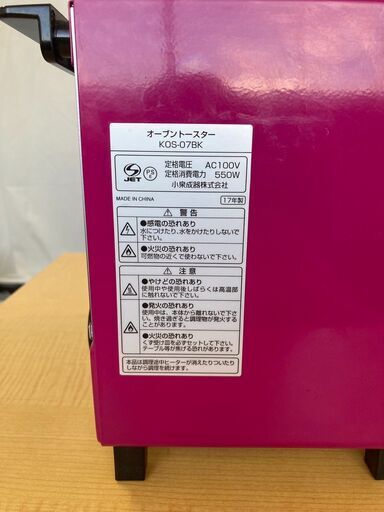 オーブントースター
KOS-07BK
JET
PS
E
定格電圧 AC100V
定格消費電力 550W
小泉成器株式会社
MADE IN CHINA
17年製
⚠ 警告
●感電の恐れあり
水につけたり、水をかけたりしないで
下さい。
●火災の恐れあり
可燃物の近くで使わないで下さい。
⚠ 注意
●やけどの恐れあり
使用中や使用後しばらくは高温部
に触れないで下さい。
●発火の恐れあり
使用中は、本体から離れないで下さ
い。焼き過ぎると調理物が発火する
ことがあります。
●火災の恐れあり
くず受け皿を必ずセットして下さい。
テーブル等が焦げる恐れがあります。
本品は調理途中ヒーターが消えたりついたり
しながら調理を続けます。